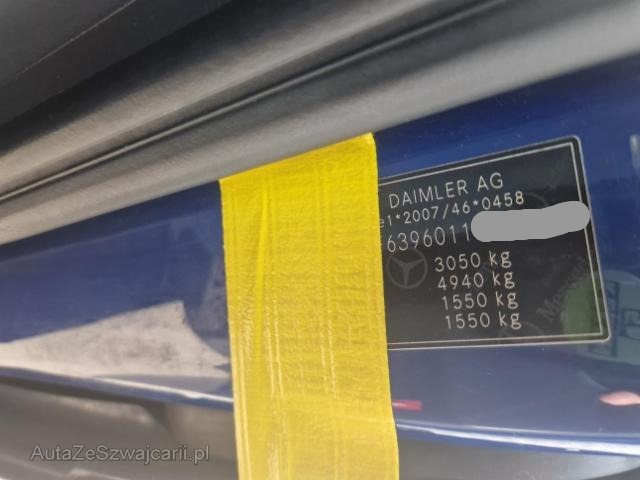 DAIMLER AG
e1*2007/46*0458
6396011
3050 kg
4940 kg
1550 kg
1550 kg
AutaZeSzwajcarii.pl